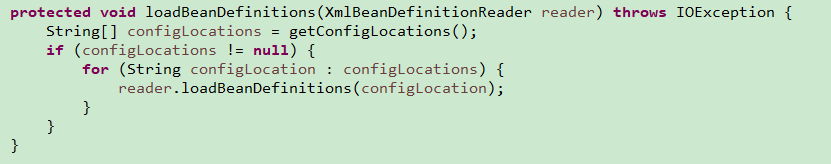 protected void loadBeanDefinitions(XmlBeanDefinitionReader reader) throws IOException {
    String[] configLocations = getConfigLocations();
    if (configLocations != null) {
        for (String configLocation : configLocations) {
            reader.loadBeanDefinitions(configLocation);
        }
    }
}